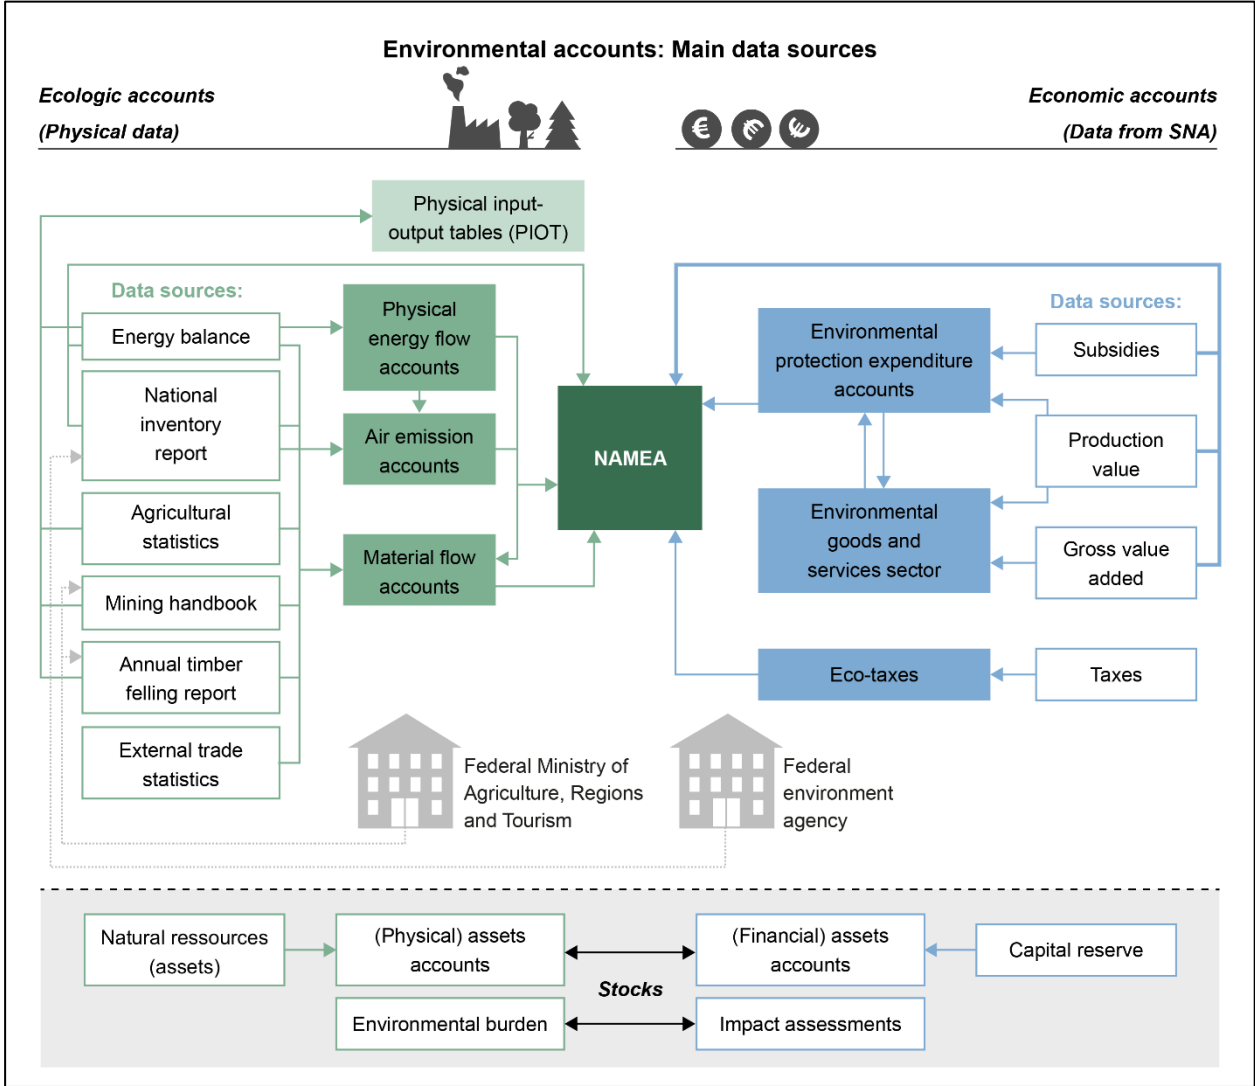 Environmental accounts: Main data sources
Ecologic accounts
(Physical data)
Economic accounts
(Data from SNA)
€ € €
Physical input-
output tables (PIOT)
Data sources:
Energy balance
National
inventory
report
Agricultural
statistics
Mining handbook
Annual timber
felling report
External trade
statistics
Physical
energy flow
accounts
Air emission
accounts
Material flow
accounts
NAMEA
Environmental
protection expenditure
accounts
Environmental
goods and
services sector
Eco-taxes
Data sources:
Subsidies
Production
value
Gross value
added
Taxes
Federal Ministry of
Agriculture, Regions
and Tourism
Federal
environment
agency
Natural ressources
(assets)
(Physical) assets
accounts
(Financial) assets
accounts
Capital reserve
Stocks
Environmental burden
Impact assessments